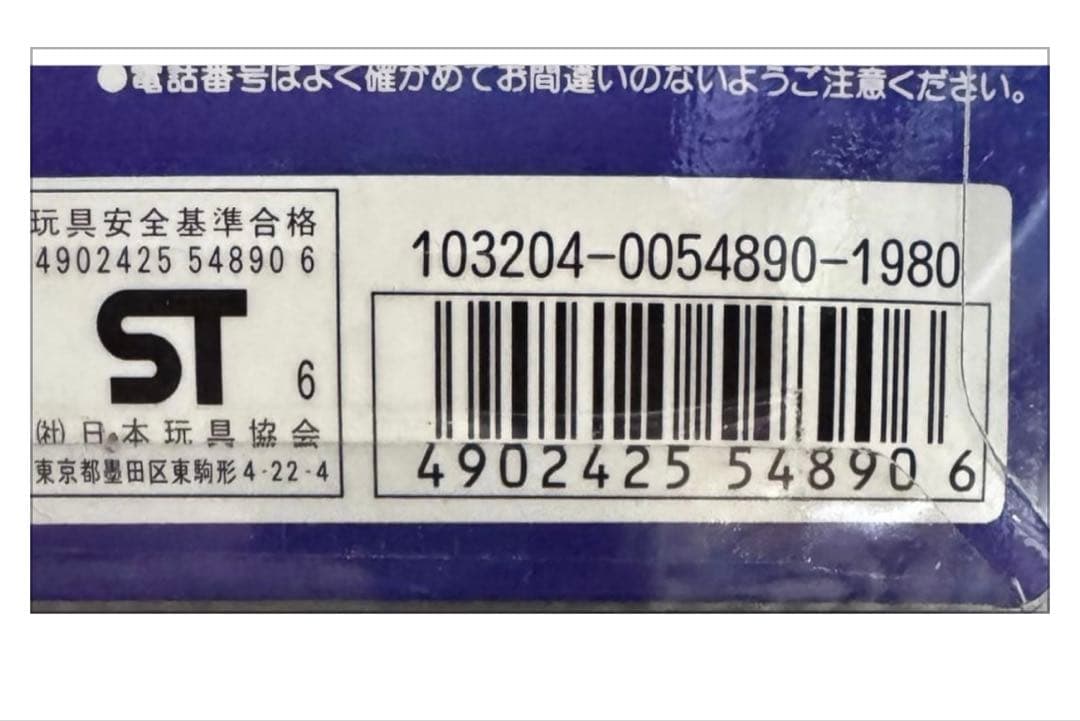 ●電話番号はよく確かめてお間違いのないようご注意ください。
玩具安全基準合格
4902425 54890 6
ST 6
㈳日本玩具協会
東京都墨田区東駒形4-22-4
103204-0054890-1980
4902425 54890 6